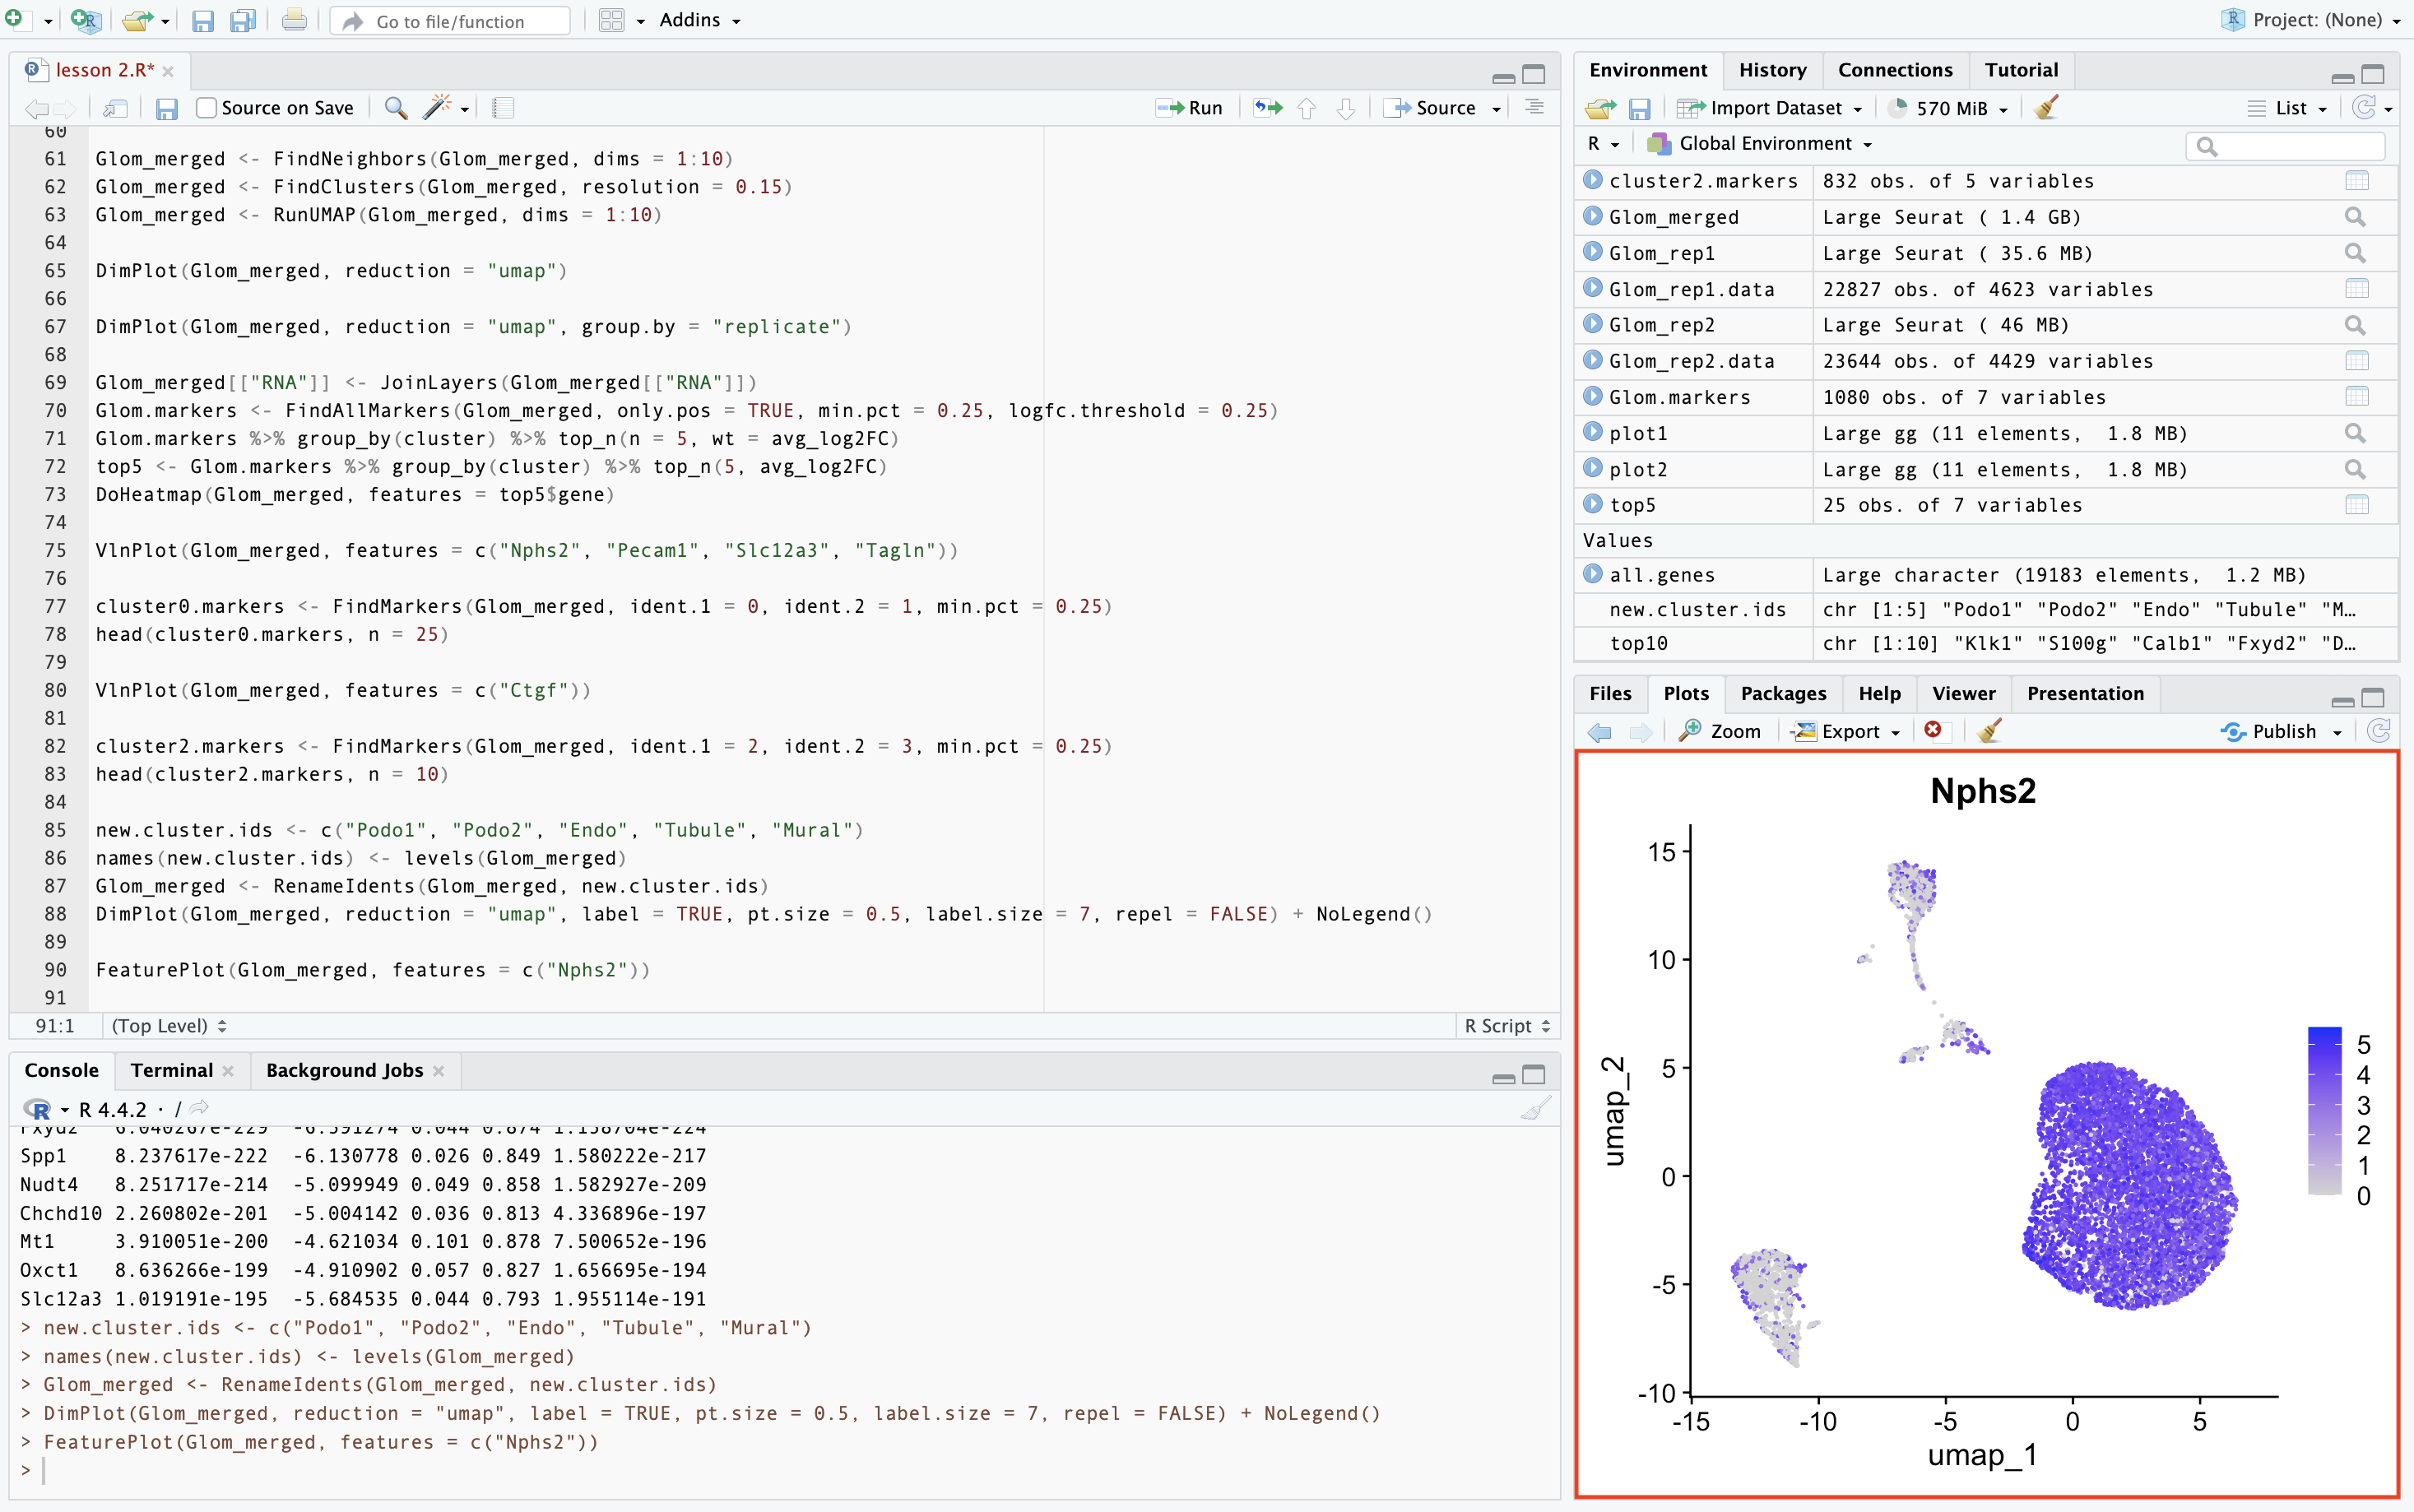 Go to file/function
Addins
Project: (None)
lesson 2.R*
Source on Save
Run
Source
60
61 Glom_merged <- FindNeighbors(Glom_merged, dims = 1:10)
62 Glom_merged <- FindClusters(Glom_merged, resolution = 0.15)
63 Glom_merged <- RunUMAP(Glom_merged, dims = 1:10)
64
65 DimPlot(Glom_merged, reduction = "umap")
66
67 DimPlot(Glom_merged, reduction = "umap", group.by = "replicate")
68
69 Glom_merged[["RNA"]] <- JoinLayers(Glom_merged[["RNA"]])
70 Glom.markers <- FindAllMarkers(Glom_merged, only.pos = TRUE, min.pct = 0.25, logfc.threshold = 0.25)
71 Glom.markers %>% group_by(cluster) %>% top_n(n = 5, wt = avg_log2FC)
72 top5 <- Glom.markers %>% group_by(cluster) %>% top_n(5, avg_log2FC)
73 DoHeatmap(Glom_merged, features = top5$gene)
74
75 VlnPlot(Glom_merged, features = c("Nphs2", "Pecam1", "Slc12a3", "Tagln"))
76
77 cluster0.markers <- FindMarkers(Glom_merged, ident.1 = 0, ident.2 = 1, min.pct = 0.25)
78 head(cluster0.markers, n = 25)
79
80 VlnPlot(Glom_merged, features = c("Ctgf"))
81
82 cluster2.markers <- FindMarkers(Glom_merged, ident.1 = 2, ident.2 = 3, min.pct = 0.25)
83 head(cluster2.markers, n = 10)
84
85 new.cluster.ids <- c("Podo1", "Podo2", "Endo", "Tubule", "Mural")
86 names(new.cluster.ids) <- levels(Glom_merged)
87 Glom_merged <- RenameIdents(Glom_merged, new.cluster.ids)
88 DimPlot(Glom_merged, reduction = "umap", label = TRUE, pt.size = 0.5, label.size = 7, repel = FALSE) + NoLegend()
89
90 FeaturePlot(Glom_merged, features = c("Nphs2"))
91
91:1 (Top Level) R Script
Console Terminal Background Jobs
R 4.4.2 · /
Fxyd2 6.040267e-229 -6.591274 0.044 0.874 1.158704e-224
Spp1 8.237617e-222 -6.130778 0.026 0.849 1.580222e-217
Nudt4 8.251717e-214 -5.099949 0.049 0.858 1.582927e-209
Chchd10 2.260802e-201 -5.004142 0.036 0.813 4.336896e-197
Mt1 3.910051e-200 -4.621034 0.101 0.878 7.500652e-196
Oxct1 8.636266e-199 -4.910902 0.057 0.827 1.656695e-194
Slc12a3 1.019191e-195 -5.684535 0.044 0.793 1.955114e-191
> new.cluster.ids <- c("Podo1", "Podo2", "Endo", "Tubule", "Mural")
> names(new.cluster.ids) <- levels(Glom_merged)
> Glom_merged <- RenameIdents(Glom_merged, new.cluster.ids)
> DimPlot(Glom_merged, reduction = "umap", label = TRUE, pt.size = 0.5, label.size = 7, repel = FALSE) + NoLegend()
> FeaturePlot(Glom_merged, features = c("Nphs2"))
>
Environment History Connections Tutorial
Import Dataset 570 MiB List
R Global Environment
cluster2.markers 832 obs. of 5 variables
Glom_merged Large Seurat ( 1.4 GB)
Glom_rep1 Large Seurat ( 35.6 MB)
Glom_rep1.data 22827 obs. of 4623 variables
Glom_rep2 Large Seurat ( 46 MB)
Glom_rep2.data 23644 obs. of 4429 variables
Glom.markers 1080 obs. of 7 variables
plot1 Large gg (11 elements, 1.8 MB)
plot2 Large gg (11 elements, 1.8 MB)
top5 25 obs. of 7 variables
Values
all.genes Large character (19183 elements, 1.2 MB)
new.cluster.ids chr [1:5] "Podo1" "Podo2" "Endo" "Tubule" "M…
top10 chr [1:10] "Klk1" "S100g" "Calb1" "Fxyd2" "D…
Files Plots Packages Help Viewer Presentation
Zoom Export Publish
Nphs2
15
10
5
0
-5
-10
umap_2
-15 -10 -5 0 5
umap_1
5
4
3
2
1
0